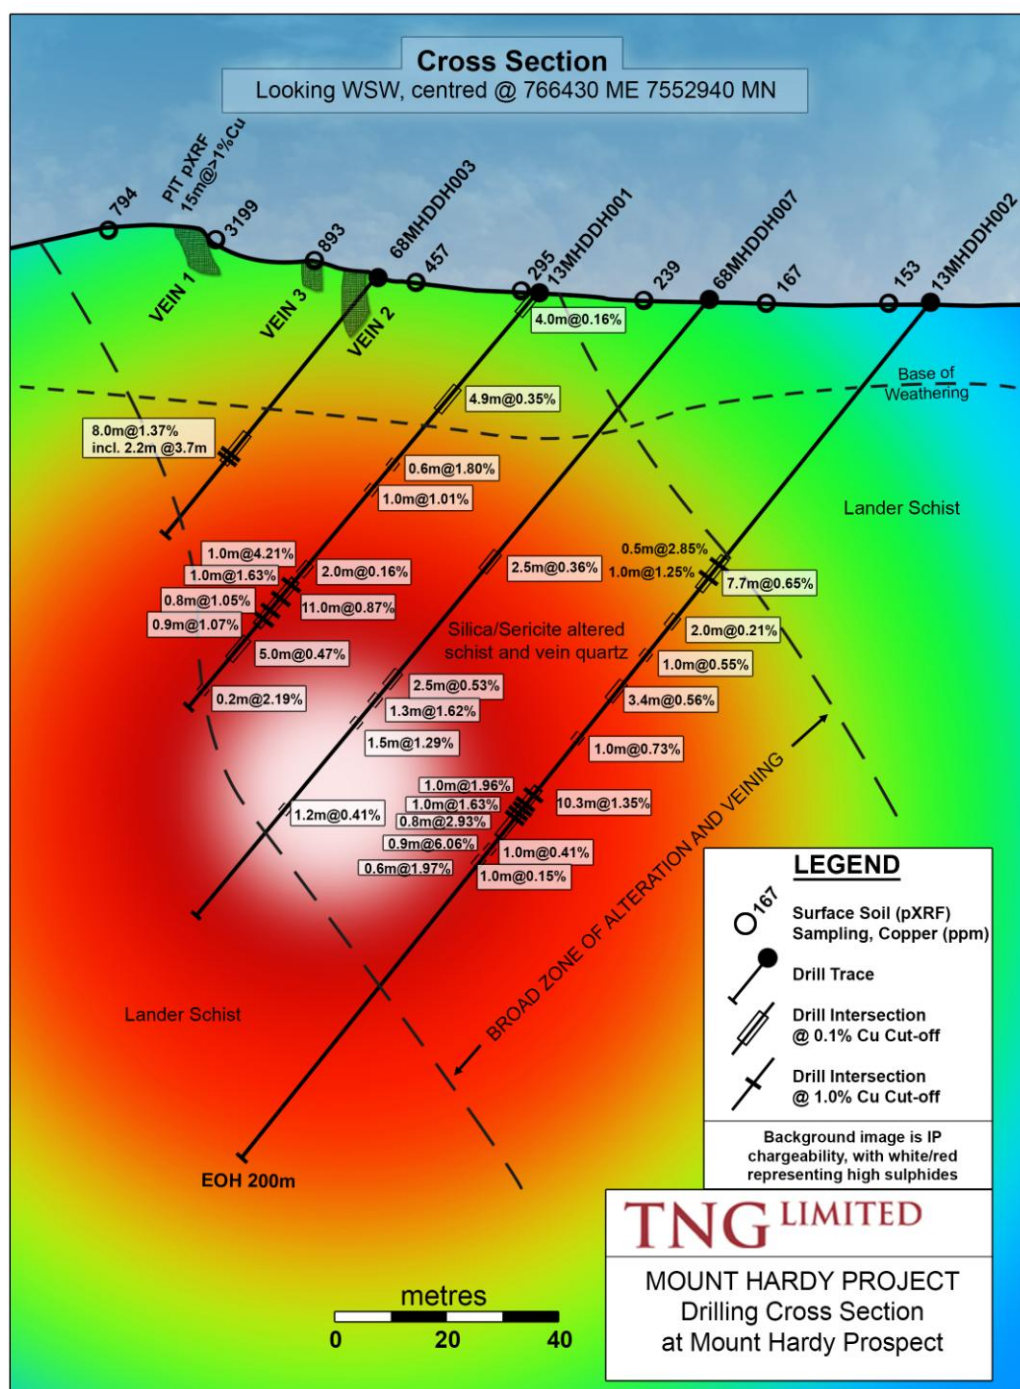 Cross Section
Looking WSW, centred @ 766430 ME 7552940 MN
794
PIT pXRF
15m@>1%Cu
3199
893
68MHDDH003
457
295
13MHDDH001
239
68MHDDH007
167
153
13MHDDH002
VEIN 1
VEIN 3
VEIN 2
4.0m@0.16%
Base of
Weathering
4.9m@0.35%
8.0m@1.37%
incl. 2.2m @3.7m
0.6m@1.80%
1.0m@1.01%
Lander Schist
1.0m@4.21%
1.0m@1.63%
0.8m@1.05%
0.9m@1.07%
2.0m@0.16%
11.0m@0.87%
5.0m@0.47%
0.2m@2.19%
2.5m@0.36%
0.5m@2.85%
1.0m@1.25%
7.7m@0.65%
2.0m@0.21%
1.0m@0.55%
3.4m@0.56%
Silica/Sericite altered
schist and vein quartz
2.5m@0.53%
1.3m@1.62%
1.5m@1.29%
1.2m@0.41%
1.0m@0.73%
1.0m@1.96%
1.0m@1.63%
0.8m@2.93%
0.9m@6.06%
0.6m@1.97%
10.3m@1.35%
1.0m@0.41%
1.0m@0.15%
BROAD ZONE OF ALTERATION AND VEINING
Lander Schist
EOH 200m
LEGEND
167
Surface Soil (pXRF)
Sampling, Copper (ppm)
Drill Trace
Drill Intersection
@ 0.1% Cu Cut-off
Drill Intersection
@ 1.0% Cu Cut-off
Background image is IP
chargeability, with white/red
representing high sulphides
TNG LIMITED
MOUNT HARDY PROJECT
Drilling Cross Section
at Mount Hardy Prospect
metres
0 20 40